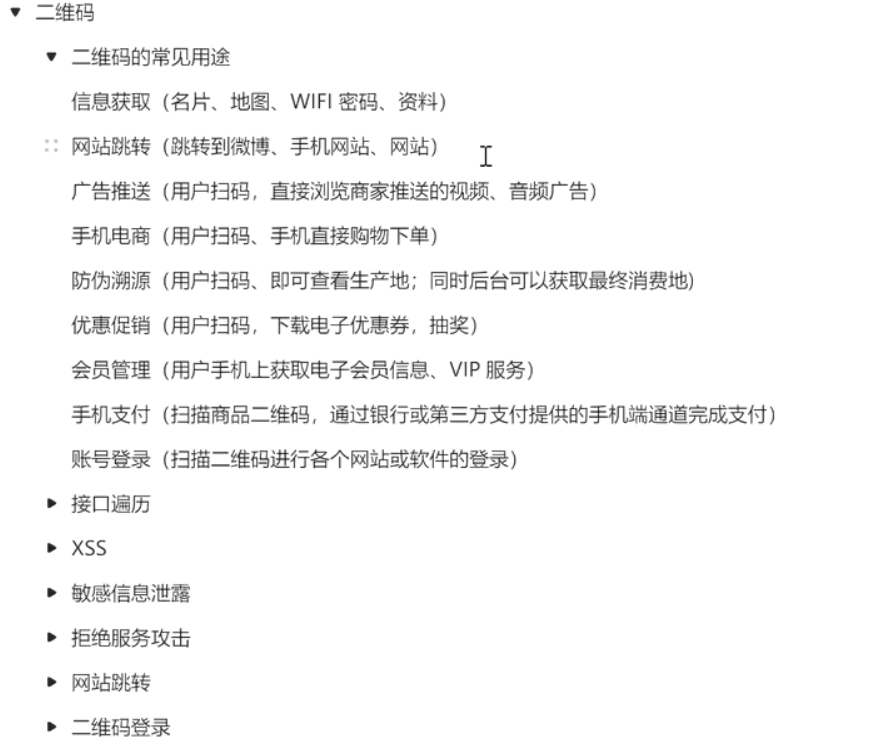 二维码
二维码的常见用途
信息获取（名片、地图、WIFI 密码、资料）
网站跳转（跳转到微博、手机网站、网站）
广告推送（用户扫码，直接浏览商家推送的视频、音频广告）
手机电商（用户扫码、手机直接购物下单）
防伪溯源（用户扫码、即可查看生产地；同时后台可以获取最终消费地)
优惠促销（用户扫码，下载电子优惠券，抽奖）
会员管理（用户手机上获取电子会员信息、VIP 服务）
手机支付（扫描商品二维码，通过银行或第三方支付提供的手机端通道完成支付）
账号登录（扫描二维码进行各个网站或软件的登录）
接口遍历
XSS
敏感信息泄露
拒绝服务攻击
网站跳转
二维码登录